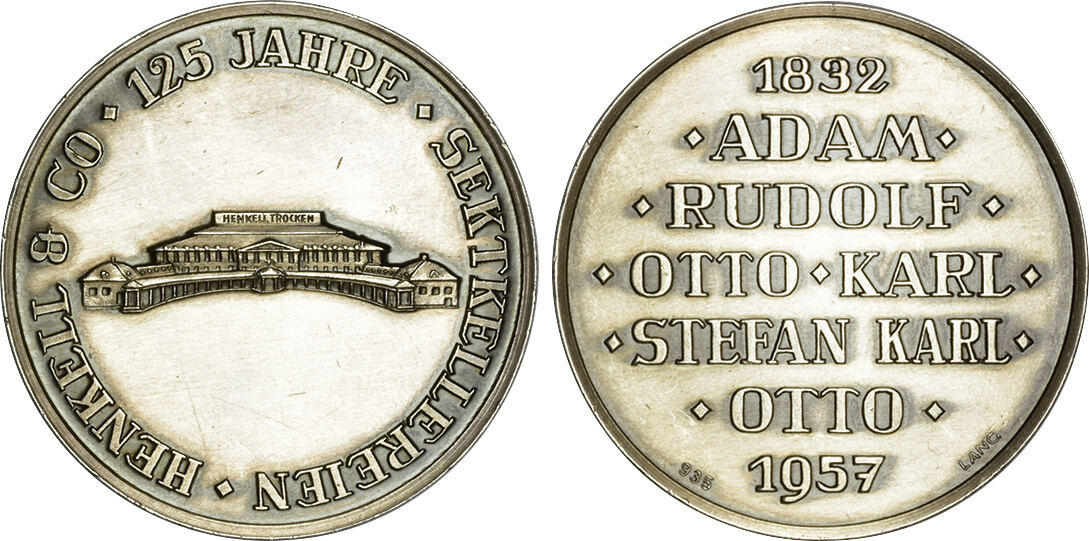 125 JAHRE · SEKTKELLEREIEN · HENKELL & CO ·
HENKELL TROCKEN
1832
· ADAM ·
· RUDOLF ·
· OTTO · KARL ·
· STEFAN KARL ·
· OTTO ·
1957
935
LANG